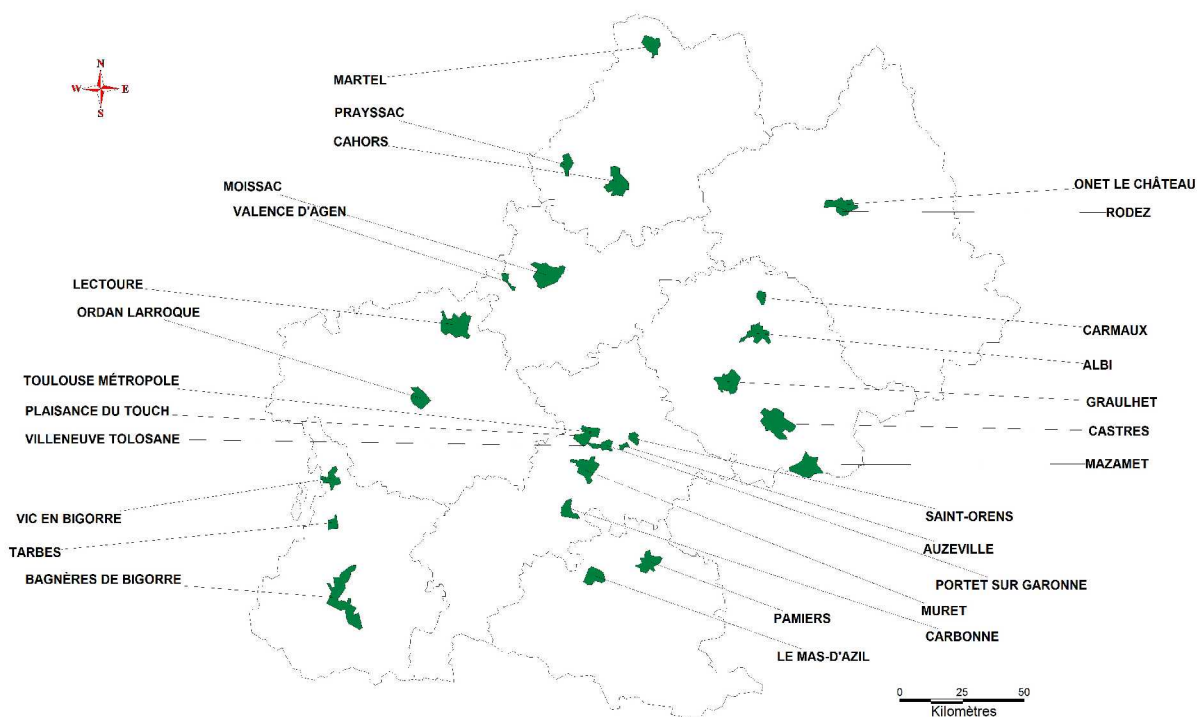 N
W E
S
MARTEL
PRAYSSAC
CAHORS
MOISSAC
VALENCE D'AGEN
LECTOURE
ORDAN LARROQUE
TOULOUSE MÉTROPOLE
PLAISANCE DU TOUCH
VILLENEUVE TOLOSANE
VIC EN BIGORRE
TARBES
BAGNÈRES DE BIGORRE
ONET LE CHÂTEAU
RODEZ
CARMAUX
ALBI
GRAULHET
CASTRES
MAZAMET
SAINT-ORENS
AUZEVILLE
PORTET SUR GARONNE
MURET
CARBONNE
PAMIERS
LE MAS-D'AZIL
0 25 50
Kilomètres